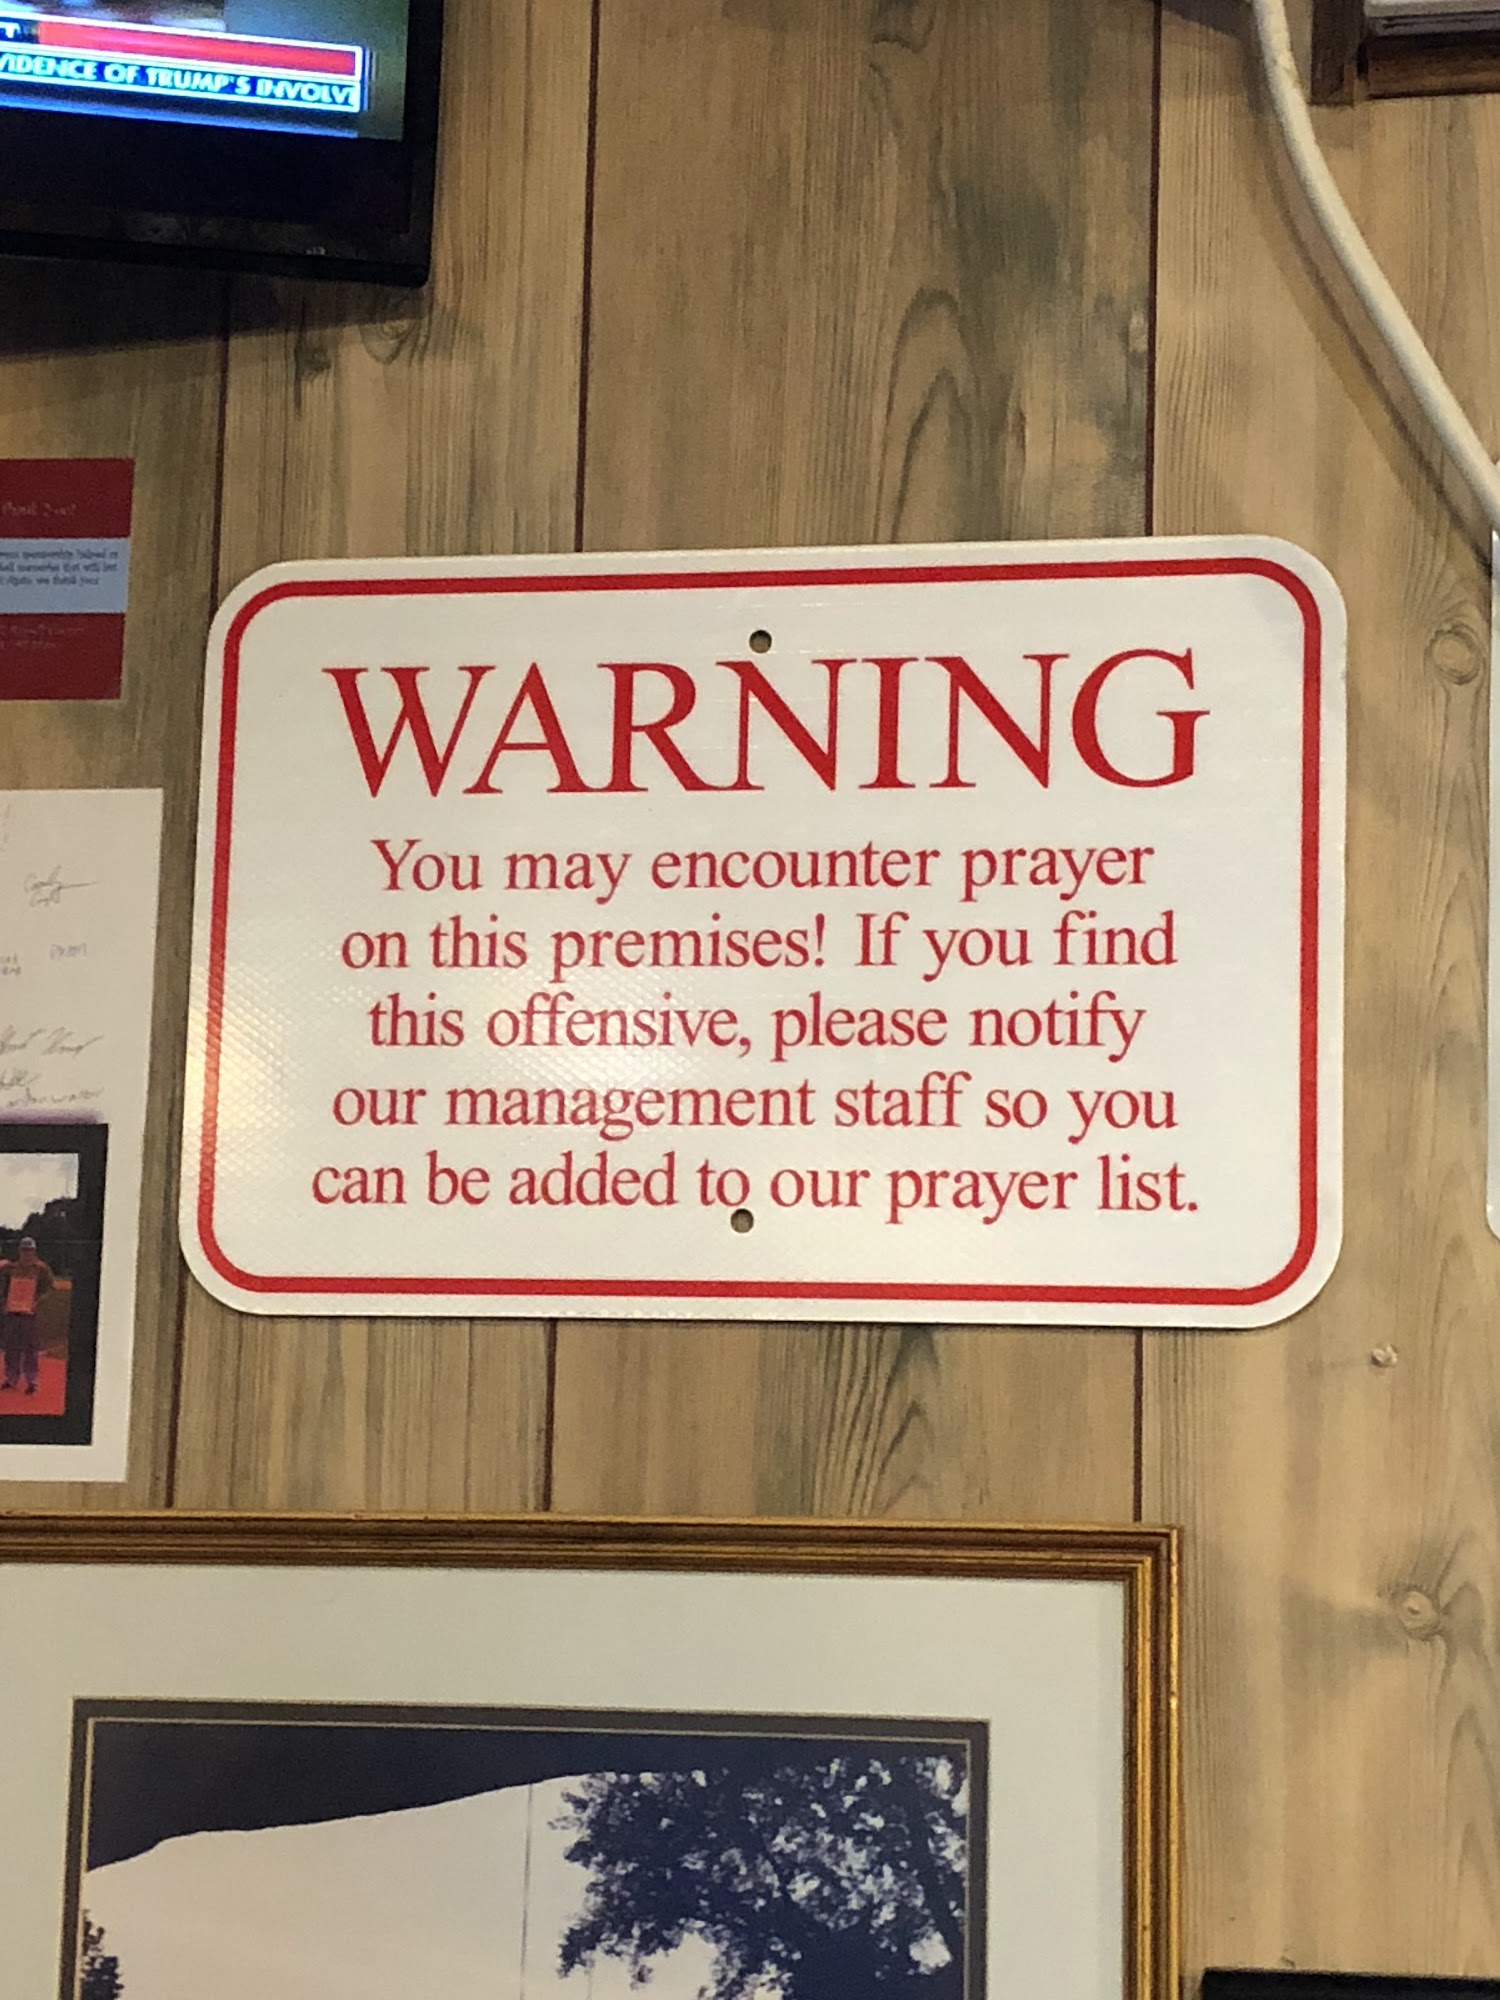 VIDENCE OF TRUMP'S INVOLV
WARNING
You may encounter prayer
on this premises! If you find
this offensive, please notify
our management staff so you
can be added to our prayer list.